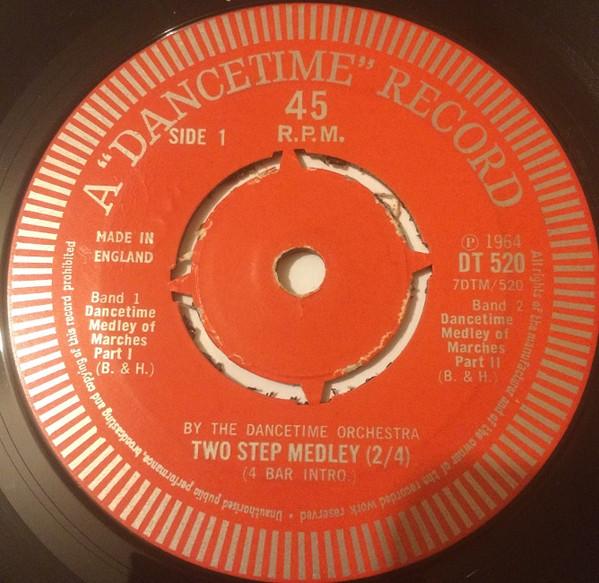 A "DANCETIME" RECORD
45
SIDE 1
R.P.M.
MADE IN
ENGLAND
Ⓟ 1964
DT 520
7DTM/520
Band 1
Dancetime
Medley of
Marches
Part I
(B. & H.)
Band 2
Dancetime
Medley of
Marches
Part II
(B. & H.)
BY THE DANCETIME ORCHESTRA
TWO STEP MEDLEY (2/4)
(4 BAR INTRO.)
All rights of the manufacturer and of the owner of the recorded work reserved • Unauthorised public performance, broadcasting and copying of this record prohibited